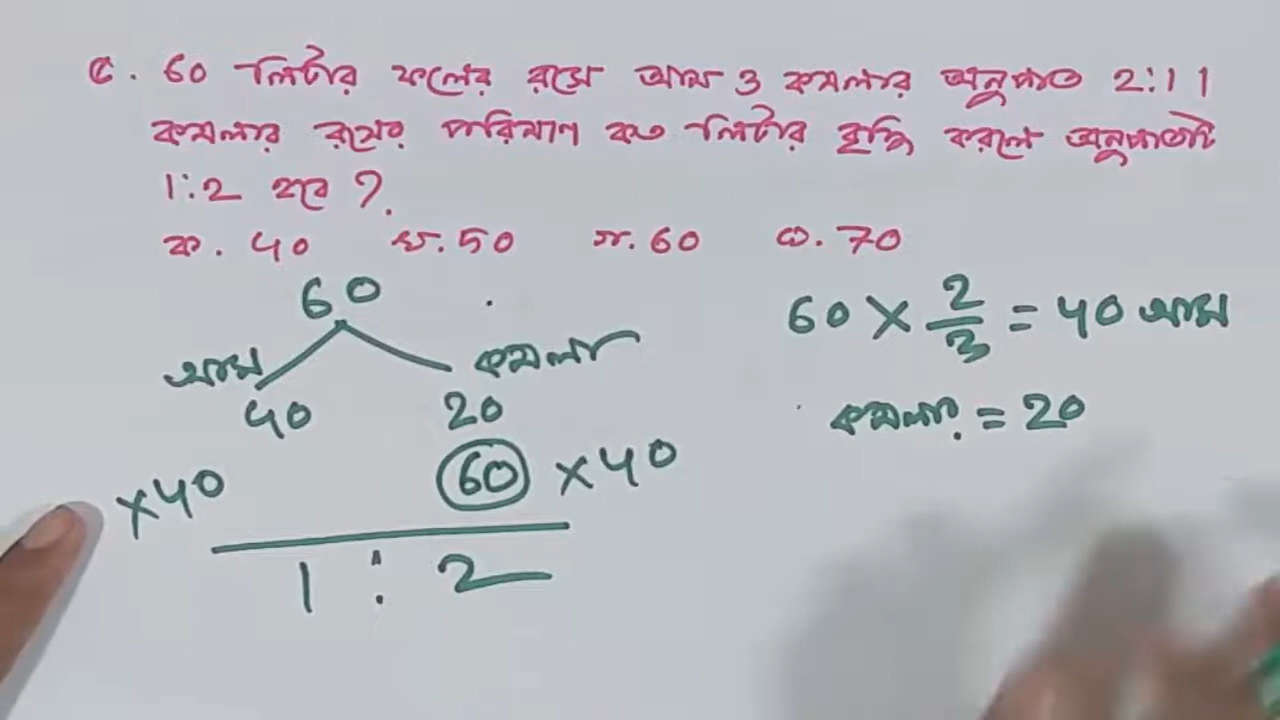 ৫. 60 লিটার ফলের রসে আম ও কমলার অনুপাত 2:1।
কমলার রসের পরিমাণ কত লিটার বৃদ্ধি করলে অনুপাতটি
1:2 হবে ?
ক. 40 খ. 50 গ. 60 ঘ. 70
60
আম কমলা
40 20
×40 60 ×40
1 : 2
60 × 2/3 = 40 আম
কমলা = 20